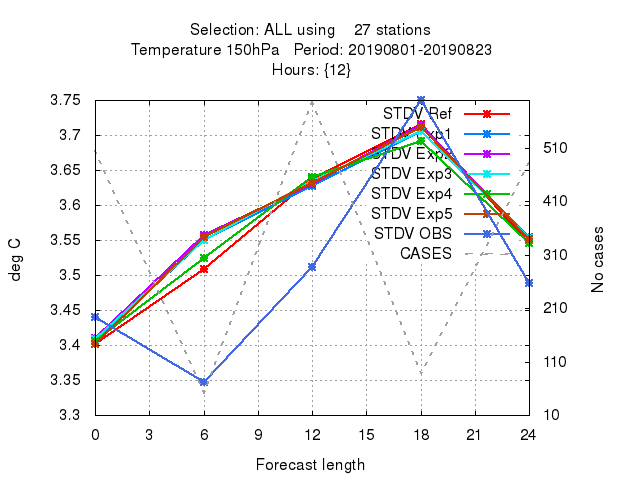 Selection: ALL using    27 stations
Temperature 150hPa   Period: 20190801-20190823
Hours: {12}
3.75
3.7
3.65
3.6
3.55
3.5
3.45
3.4
3.35
3.3
deg C
STDV Ref
STDV Exp1
STDV Exp2
STDV Exp3
STDV Exp4
STDV Exp5
STDV OBS
CASES
510
410
310
210
110
10
No cases
0 3 6 9 12 15 18 21 24
Forecast length